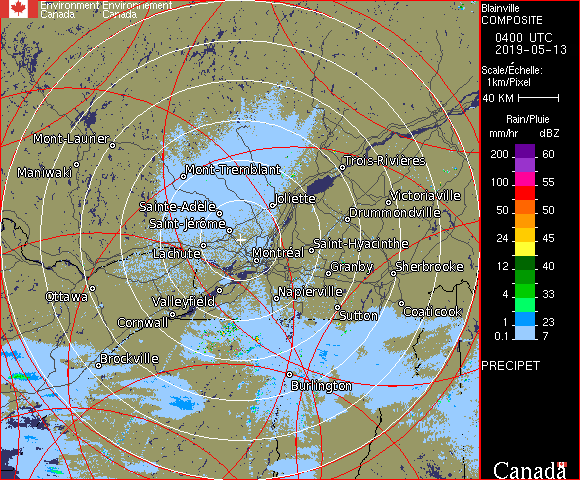 Environment Environnement
Canada Canada
Blainville
COMPOSITE
0400 UTC
2019-05-13
Scale/Échelle:
1km/Pixel
40 KM
Rain/Pluie
mm/hr dBZ
200 60
100 55
50 50
24 45
12 40
4 33
1 23
0.1 7
PRECIPET
Canada
Mont-Laurier
Maniwaki
Mont-Tremblant
Trois-Rivières
Sainte-Adèle
Joliette
Victoriaville
Drummondville
Saint-Jérôme
Lachute
Montréal
Saint-Hyacinthe
Granby
Sherbrooke
Ottawa
Valleyfield
Napierville
Cornwall
Sutton
Coaticook
Brockville
Burlington